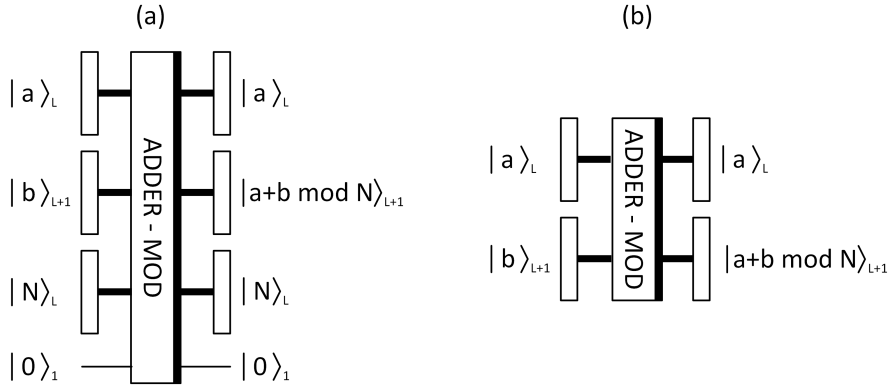 (a)
(b)
|a⟩L
|a⟩L
|b⟩L+1
|a+b mod N⟩L+1
|N⟩L
|N⟩L
|0⟩1
|0⟩1
ADDER - MOD
|a⟩L
|a⟩L
|b⟩L+1
|a+b mod N⟩L+1
ADDER - MOD